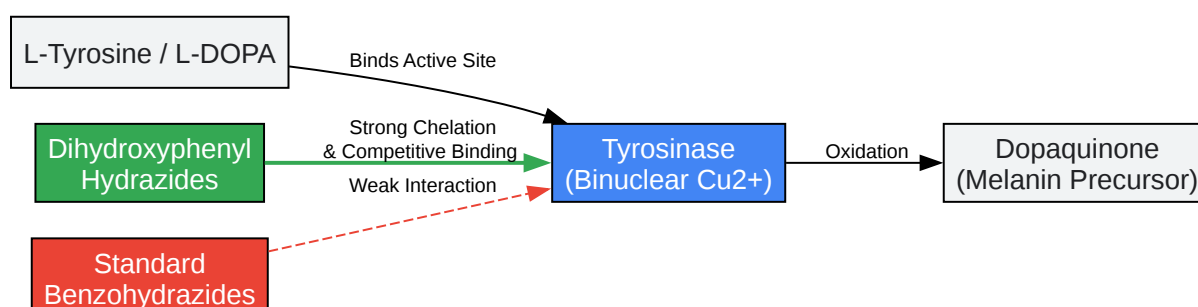 L-Tyrosine / L-DOPA
Binds Active Site
Dihydroxyphenyl
Hydrazides
Strong Chelation
& Competitive Binding
Tyrosinase
(Binuclear Cu2+)
Oxidation
Dopaquinone
(Melanin Precursor)
Weak Interaction
Standard
Benzohydrazides